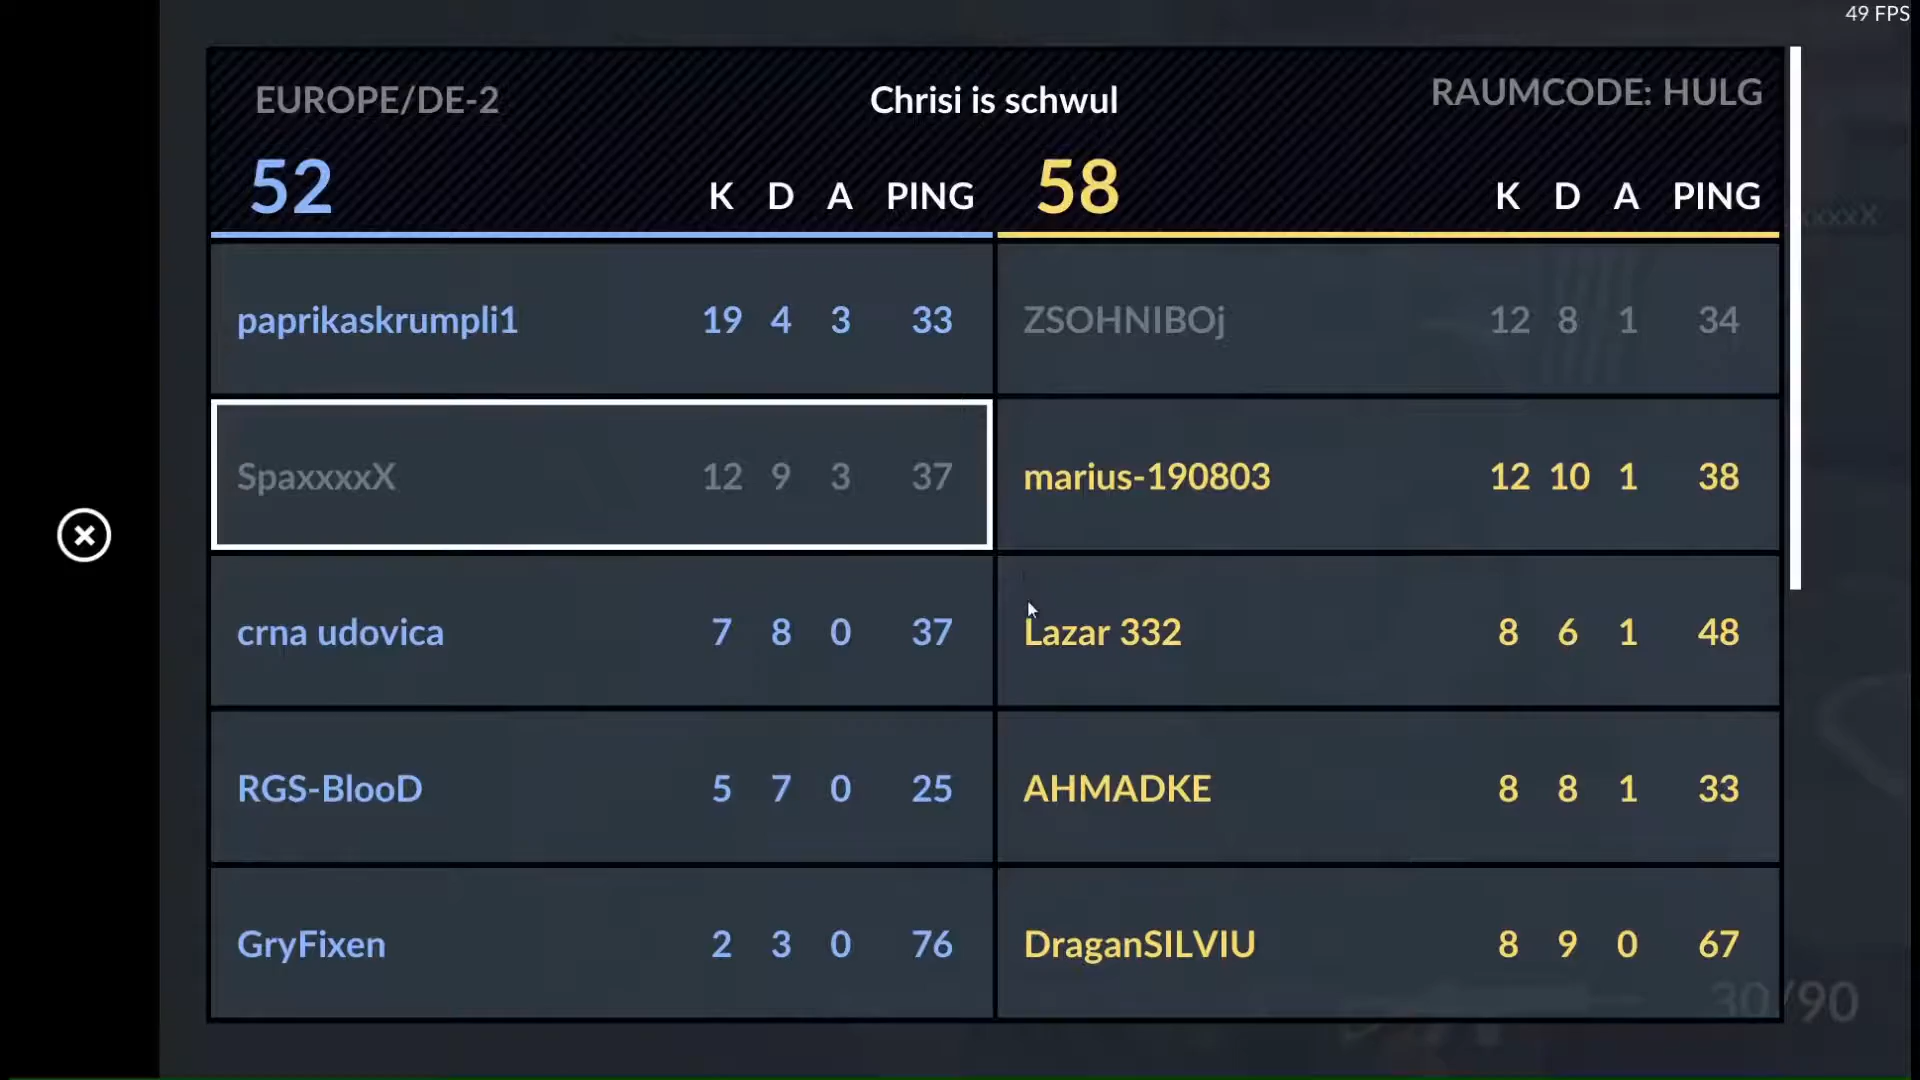 49 FPS
EUROPE/DE-2 Chrisi is schwul RAUMCODE: HULG
52 K D A PING 58 K D A PING
paprikaskrumpli1 19 4 3 33 ZSOHNIBOj 12 8 1 34
SpaxxxxX 12 9 3 37 marius-190803 12 10 1 38
crna udovica 7 8 0 37 Lazar 332 8 6 1 48
RGS-BlooD 5 7 0 25 AHMADKE 8 8 1 33
GryFixen 2 3 0 76 DraganSILVIU 8 9 0 67
30/90